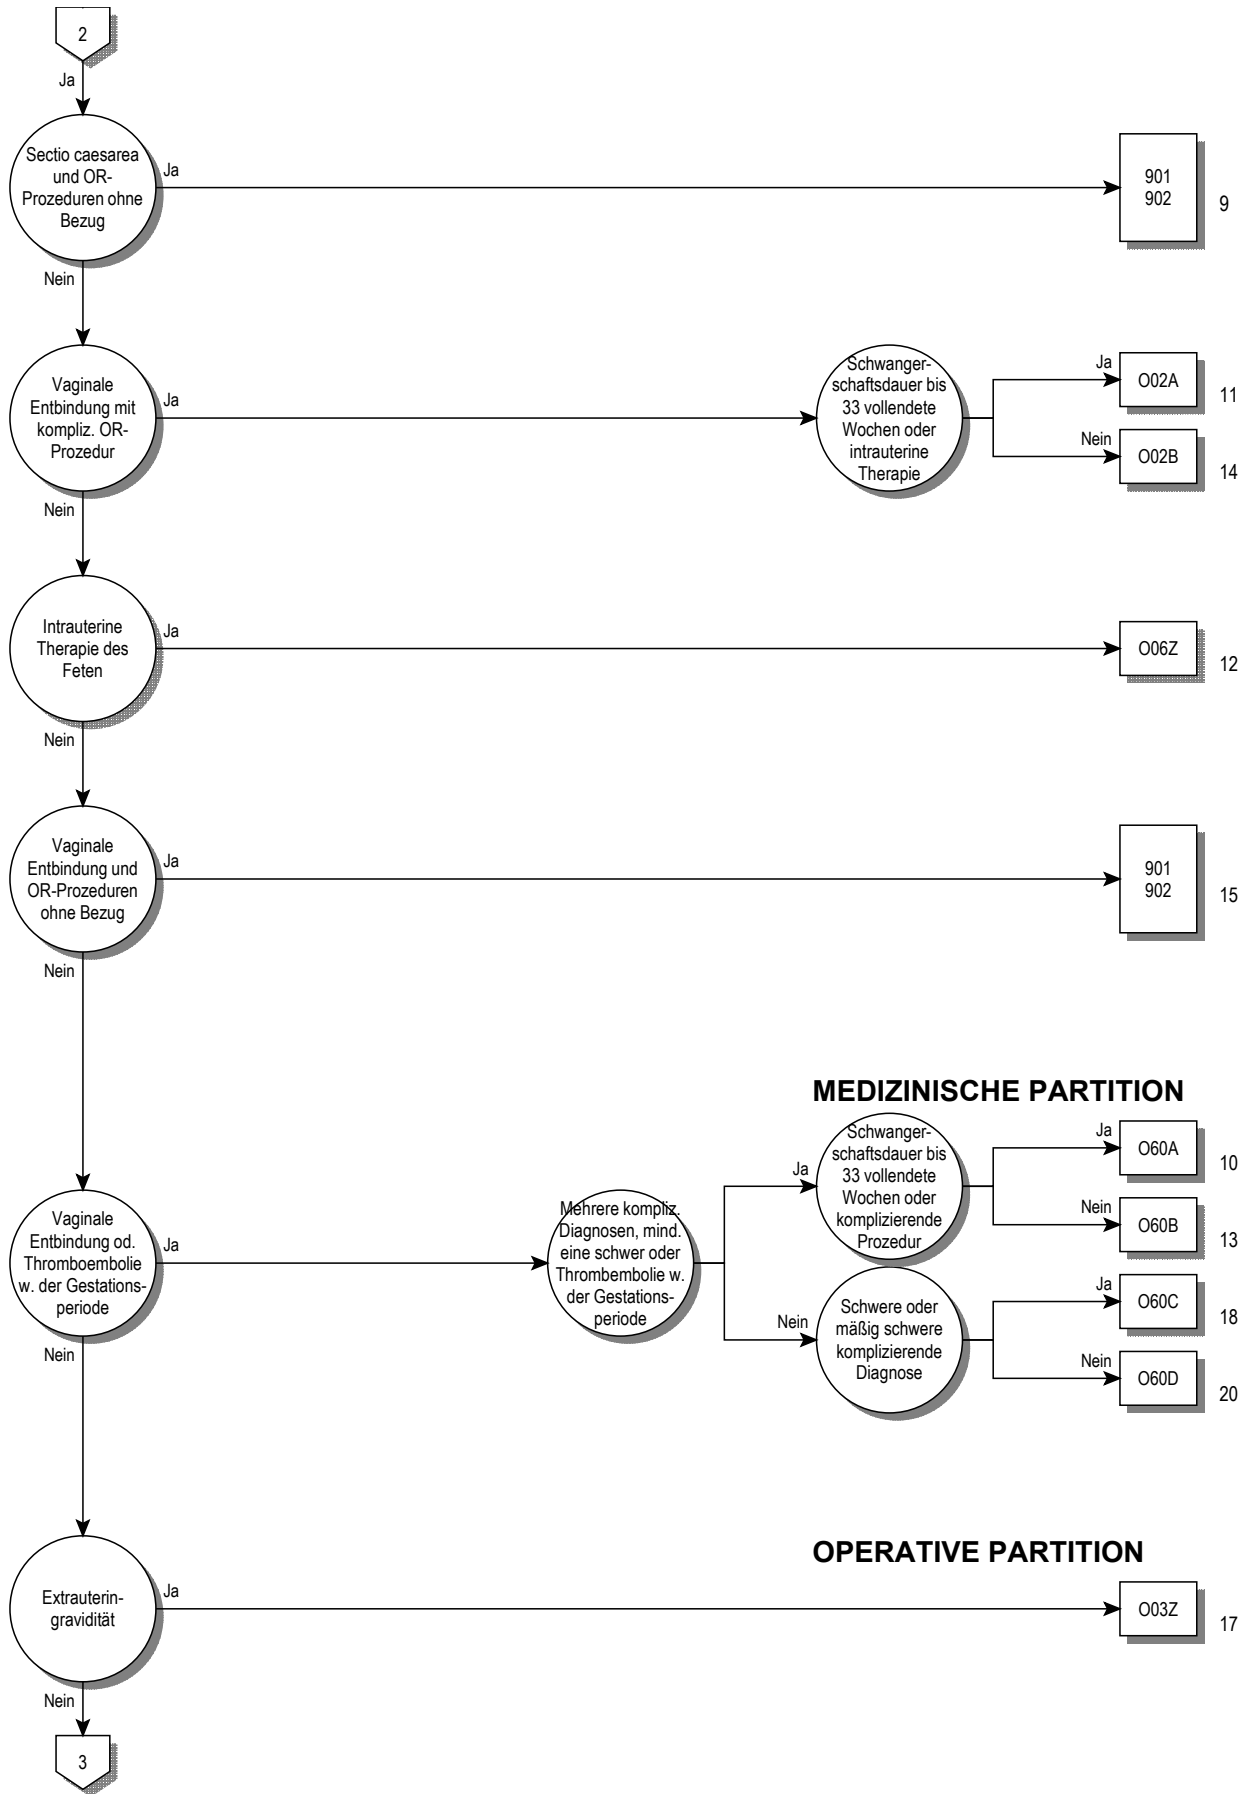 2
Ja
Sectio caesarea
und OR-
Prozeduren ohne
Bezug
Ja
901
902
9
Nein
Vaginale
Entbindung mit
kompliz. OR-
Prozedur
Ja
Schwanger-
schaftsdauer bis
33 vollendete
Wochen oder
intrauterine
Therapie
Ja
O02A
11
Nein
O02B
14
Nein
Intrauterine
Therapie des
Feten
Ja
O06Z
12
Nein
Vaginale
Entbindung und
OR-Prozeduren
ohne Bezug
Ja
901
902
15
Nein
MEDIZINISCHE PARTITION
Vaginale
Entbindung od.
Thromboembolie
w. der Gestations-
periode
Ja
Mehrere kompliz.
Diagnosen, mind.
eine schwer oder
Thrombembolie w.
der Gestations-
periode
Ja
Schwanger-
schaftsdauer bis
33 vollendete
Wochen oder
komplizierende
Prozedur
Ja
O60A
10
Nein
O60B
13
Nein
Schwere oder
mäßig schwere
komplizierende
Diagnose
Ja
O60C
18
Nein
O60D
20
Nein
OPERATIVE PARTITION
Extrauterin-
gravidität
Ja
O03Z
17
Nein
3